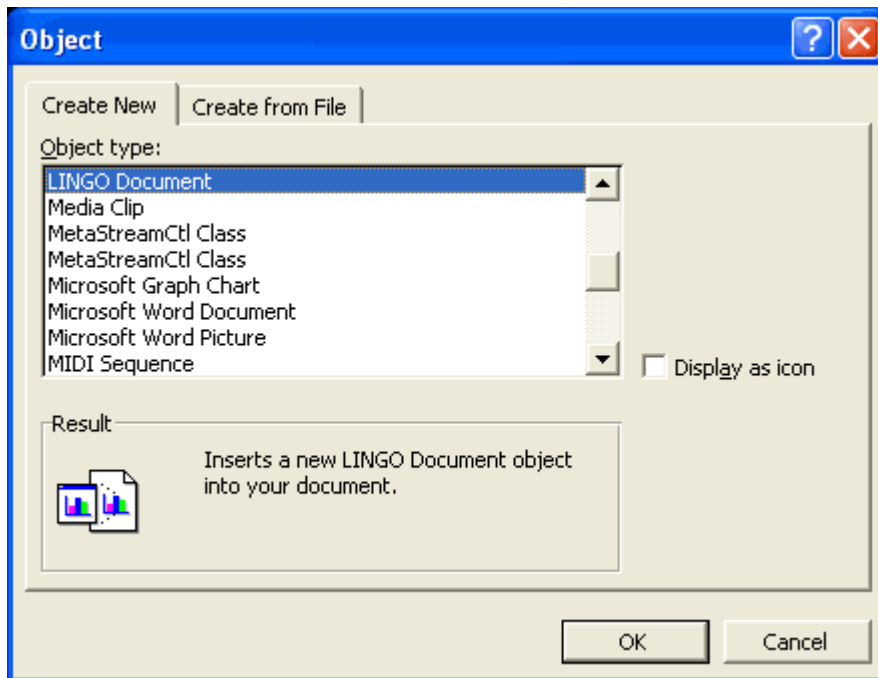 Object
Create New
Create from File
Object type:
LINGO Document
Media Clip
MetaStreamCtl Class
MetaStreamCtl Class
Microsoft Graph Chart
Microsoft Word Document
Microsoft Word Picture
MIDI Sequence
Display as icon
Result
Inserts a new LINGO Document object
into your document.
OK
Cancel